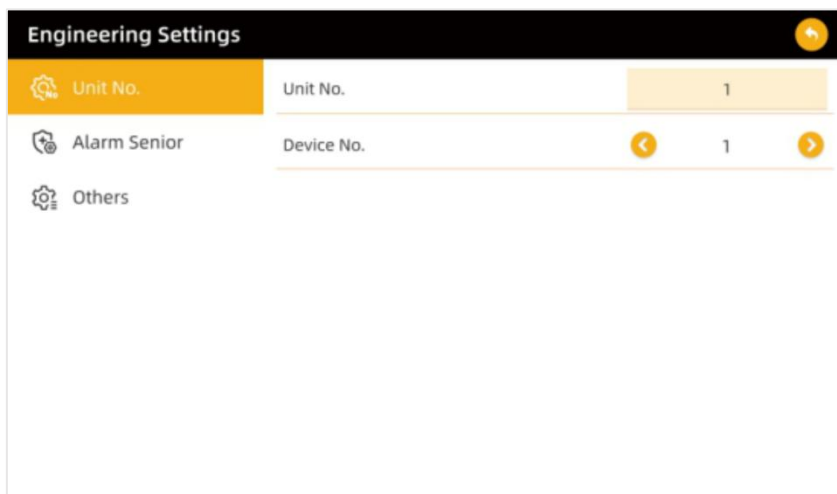 Engineering Settings
Unit No.
Alarm Senior
Others
Unit No.
1
Device No.
1